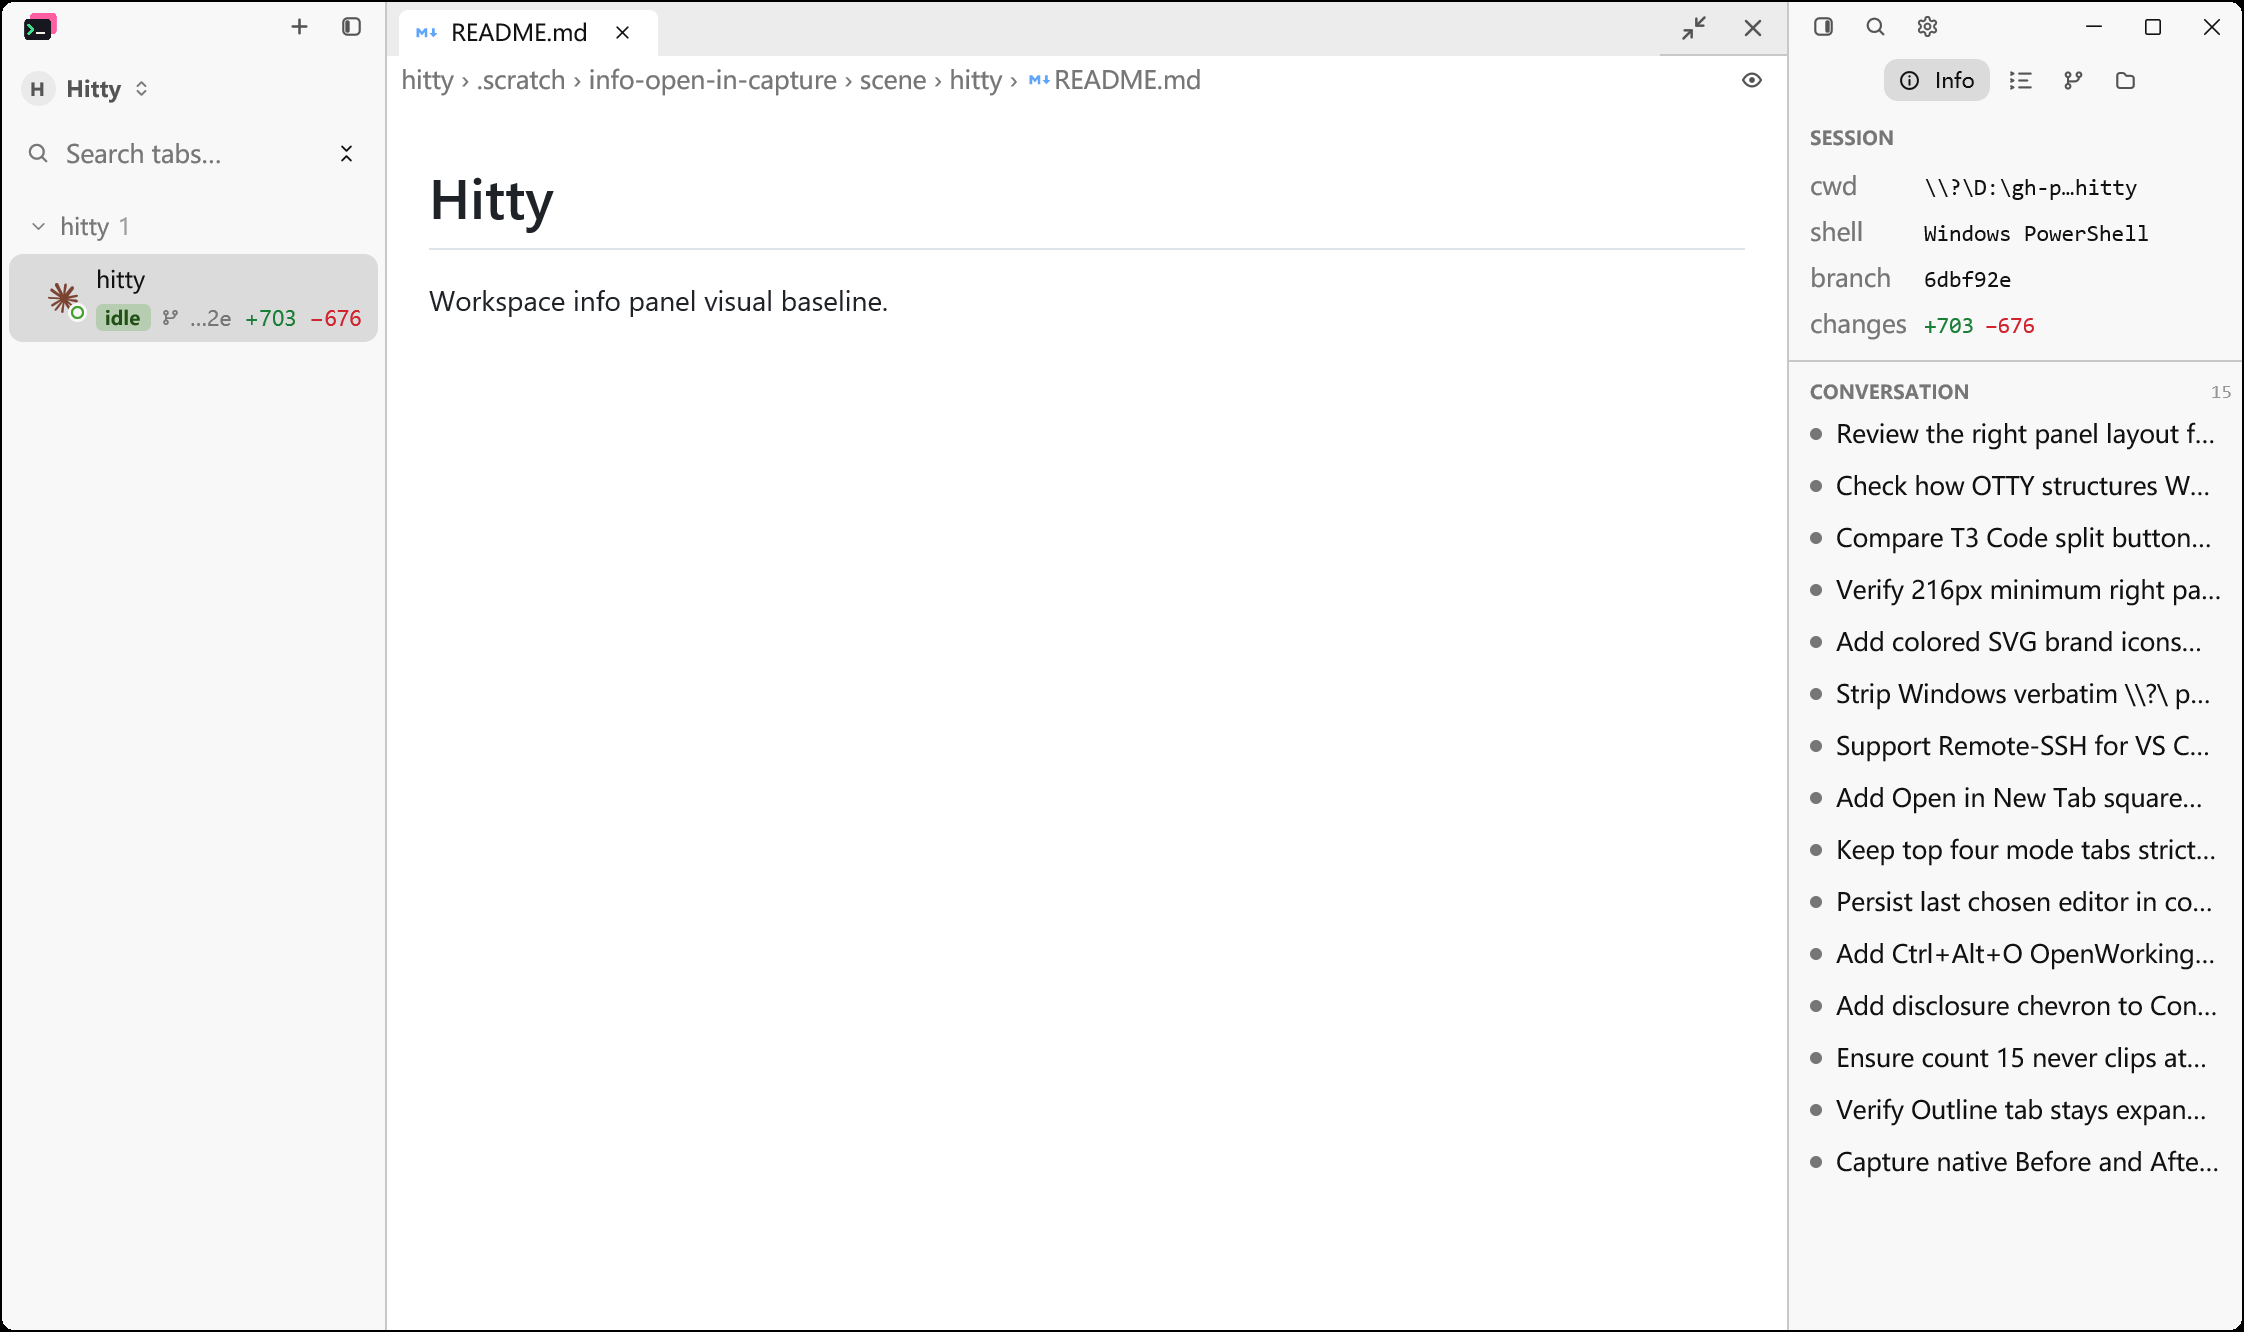 H Hitty
Search tabs...
hitty 1
hitty
idle ...2e +703 −676
README.md
hitty › .scratch › info-open-in-capture › scene › hitty › M↓ README.md
Hitty
Workspace info panel visual baseline.
Info
SESSION
cwd \\?\D:\gh-p…hitty
shell Windows PowerShell
branch 6dbf92e
changes +703 −676
CONVERSATION 15
Review the right panel layout f...
Check how OTTY structures W...
Compare T3 Code split button...
Verify 216px minimum right pa...
Add colored SVG brand icons...
Strip Windows verbatim \\?\ p...
Support Remote-SSH for VS C...
Add Open in New Tab square...
Keep top four mode tabs strict...
Persist last chosen editor in co...
Add Ctrl+Alt+O OpenWorking...
Add disclosure chevron to Con...
Ensure count 15 never clips at...
Verify Outline tab stays expan...
Capture native Before and Afte...